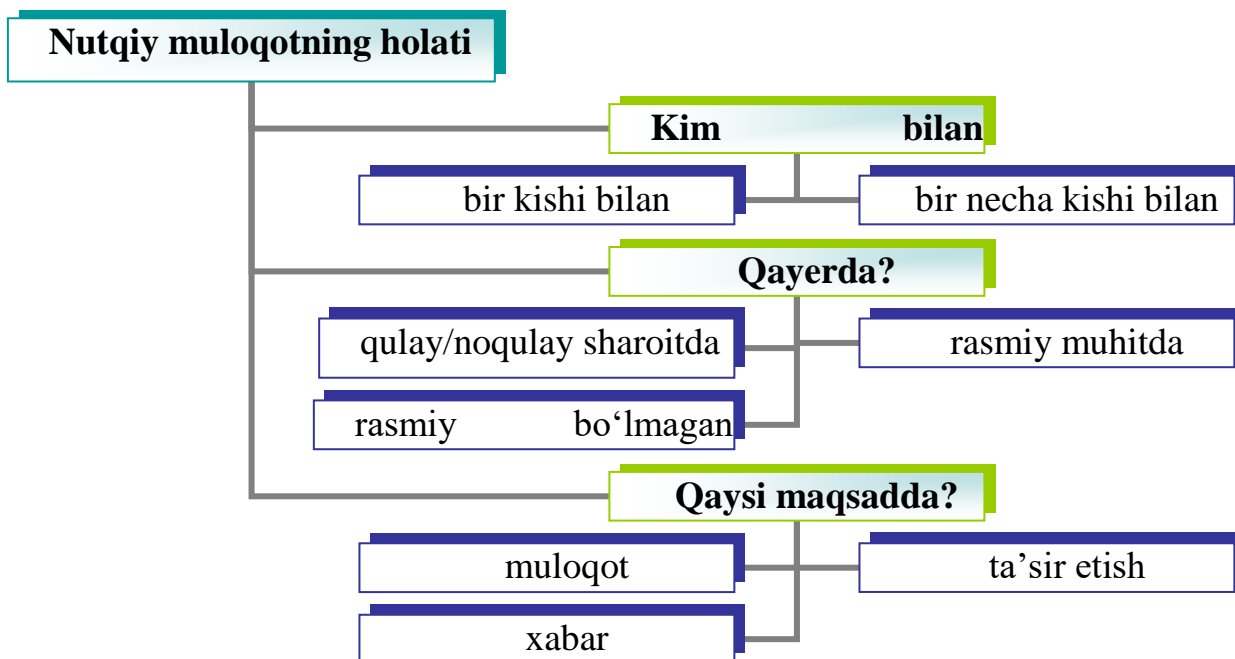 Nutqiy muloqotning holati
Kim bilan
bir kishi bilan
bir necha kishi bilan
Qayerda?
qulay/noqulay sharoitda
rasmiy muhitda
rasmiy bo‘lmagan
Qaysi maqsadda?
muloqot
ta’sir etish
xabar